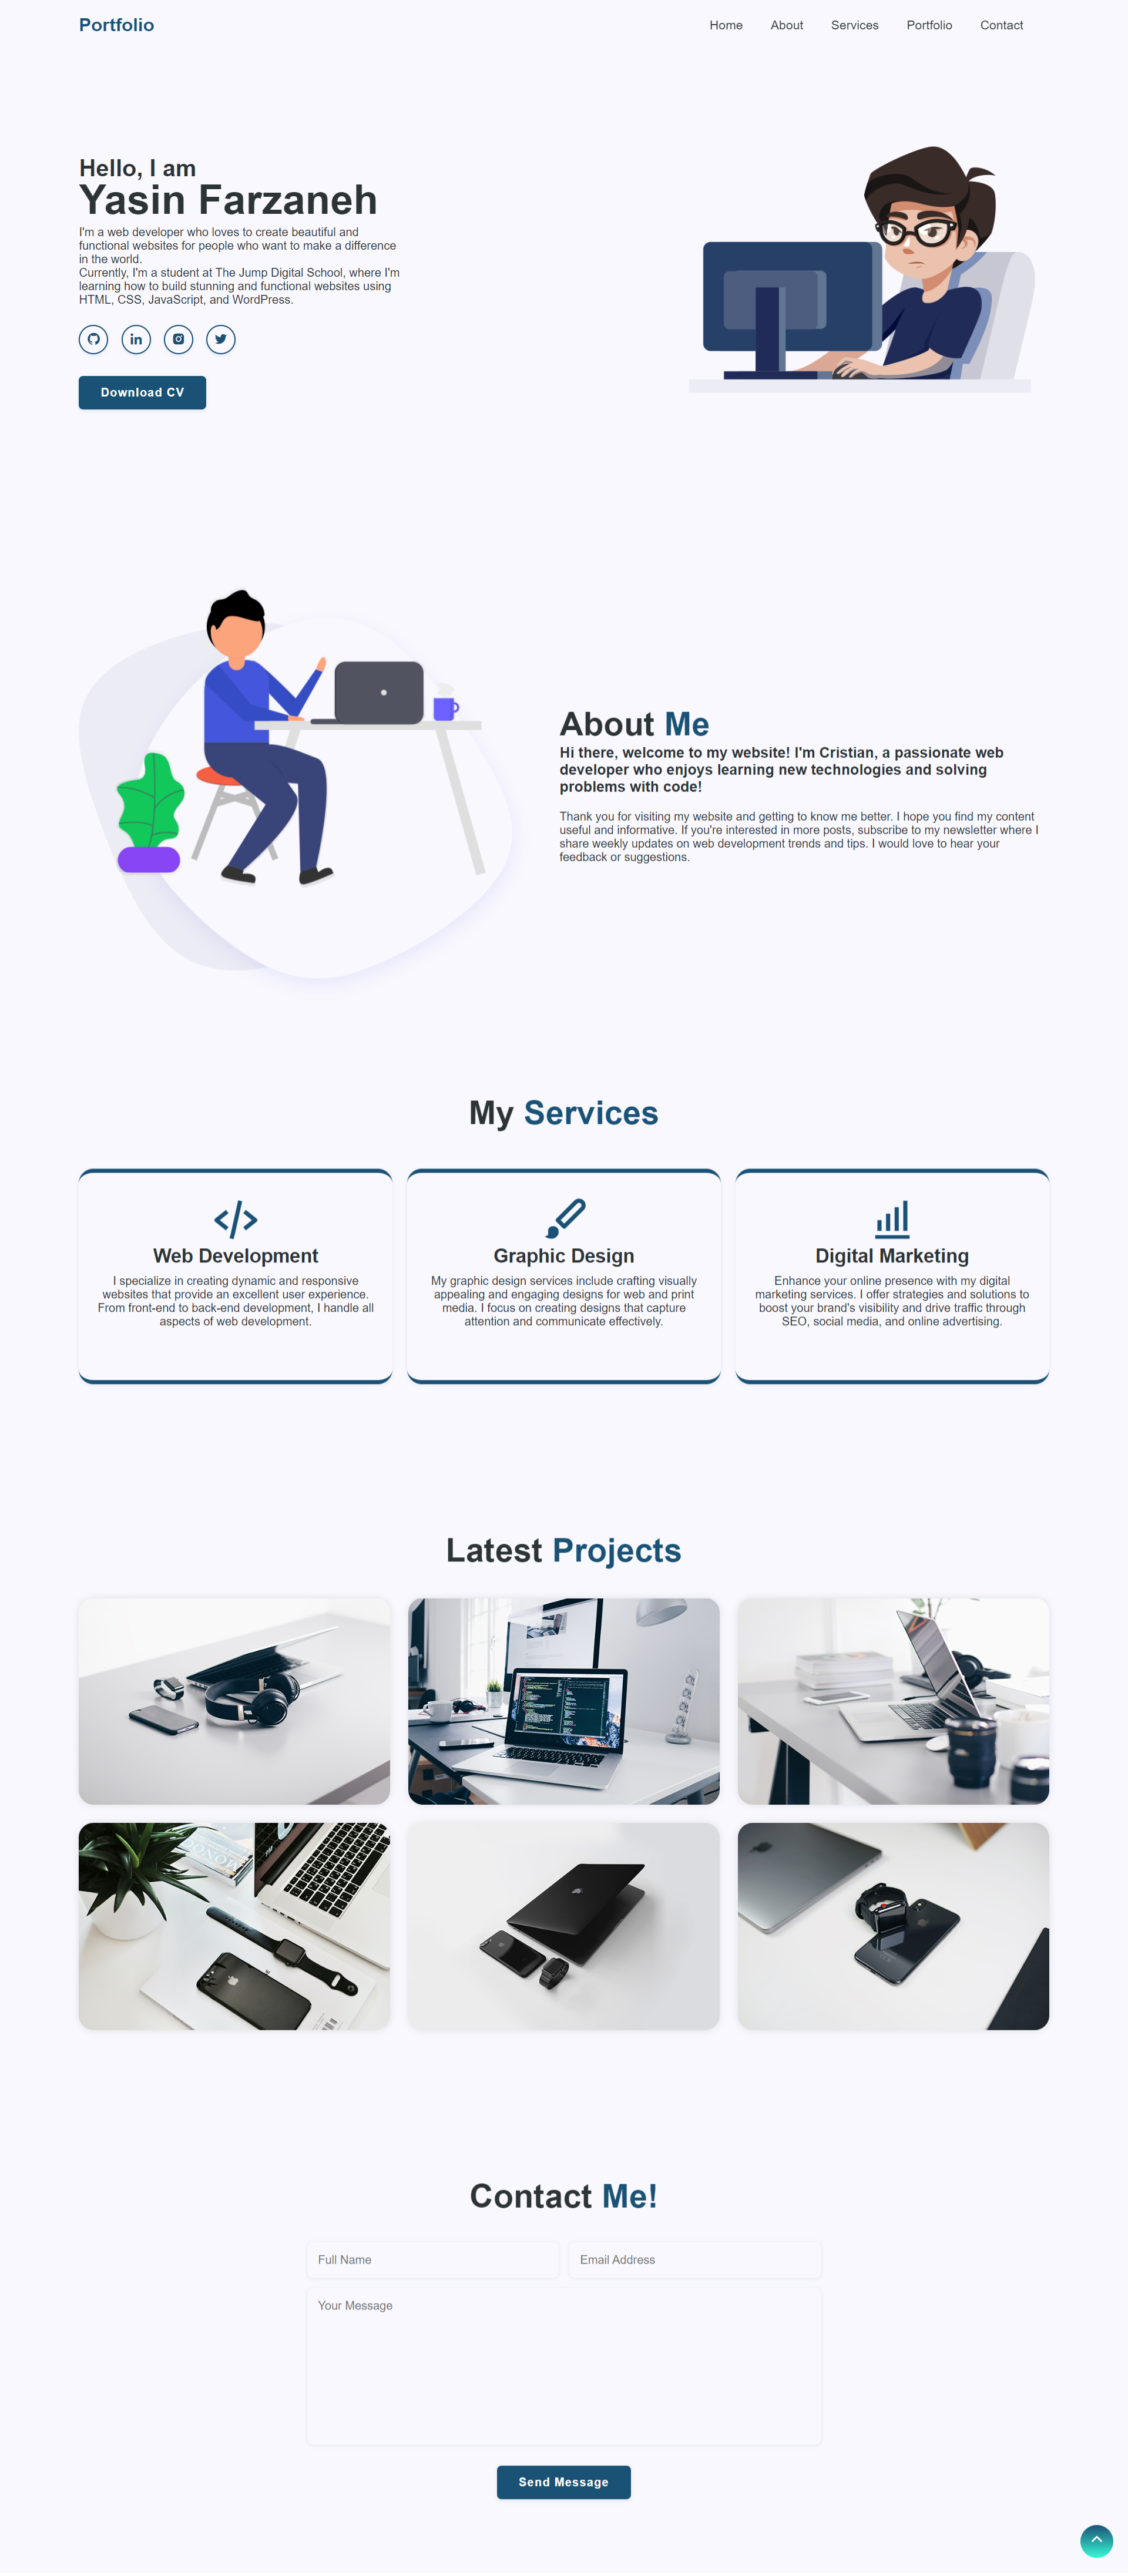 Portfolio
Home About Services Portfolio Contact
Hello, I am
Yasin Farzaneh
I'm a web developer who loves to create beautiful and
functional websites for people who want to make a difference
in the world.
Currently, I'm a student at The Jump Digital School, where I'm
learning how to build stunning and functional websites using
HTML, CSS, JavaScript, and WordPress.
in
Download CV
About Me
Hi there, welcome to my website! I'm Cristian, a passionate web
developer who enjoys learning new technologies and solving
problems with code!
Thank you for visiting my website and getting to know me better. I hope you find my content
useful and informative. If you're interested in more posts, subscribe to my newsletter where I
share weekly updates on web development trends and tips. I would love to hear your
feedback or suggestions.
My Services
Web Development
I specialize in creating dynamic and responsive
websites that provide an excellent user experience.
From front-end to back-end development, I handle all
aspects of web development.
Graphic Design
My graphic design services include crafting visually
appealing and engaging designs for web and print
media. I focus on creating designs that capture
attention and communicate effectively.
Digital Marketing
Enhance your online presence with my digital
marketing services. I offer strategies and solutions to
boost your brand's visibility and drive traffic through
SEO, social media, and online advertising.
Latest Projects
Contact Me!
Full Name
Email Address
Your Message
Send Message